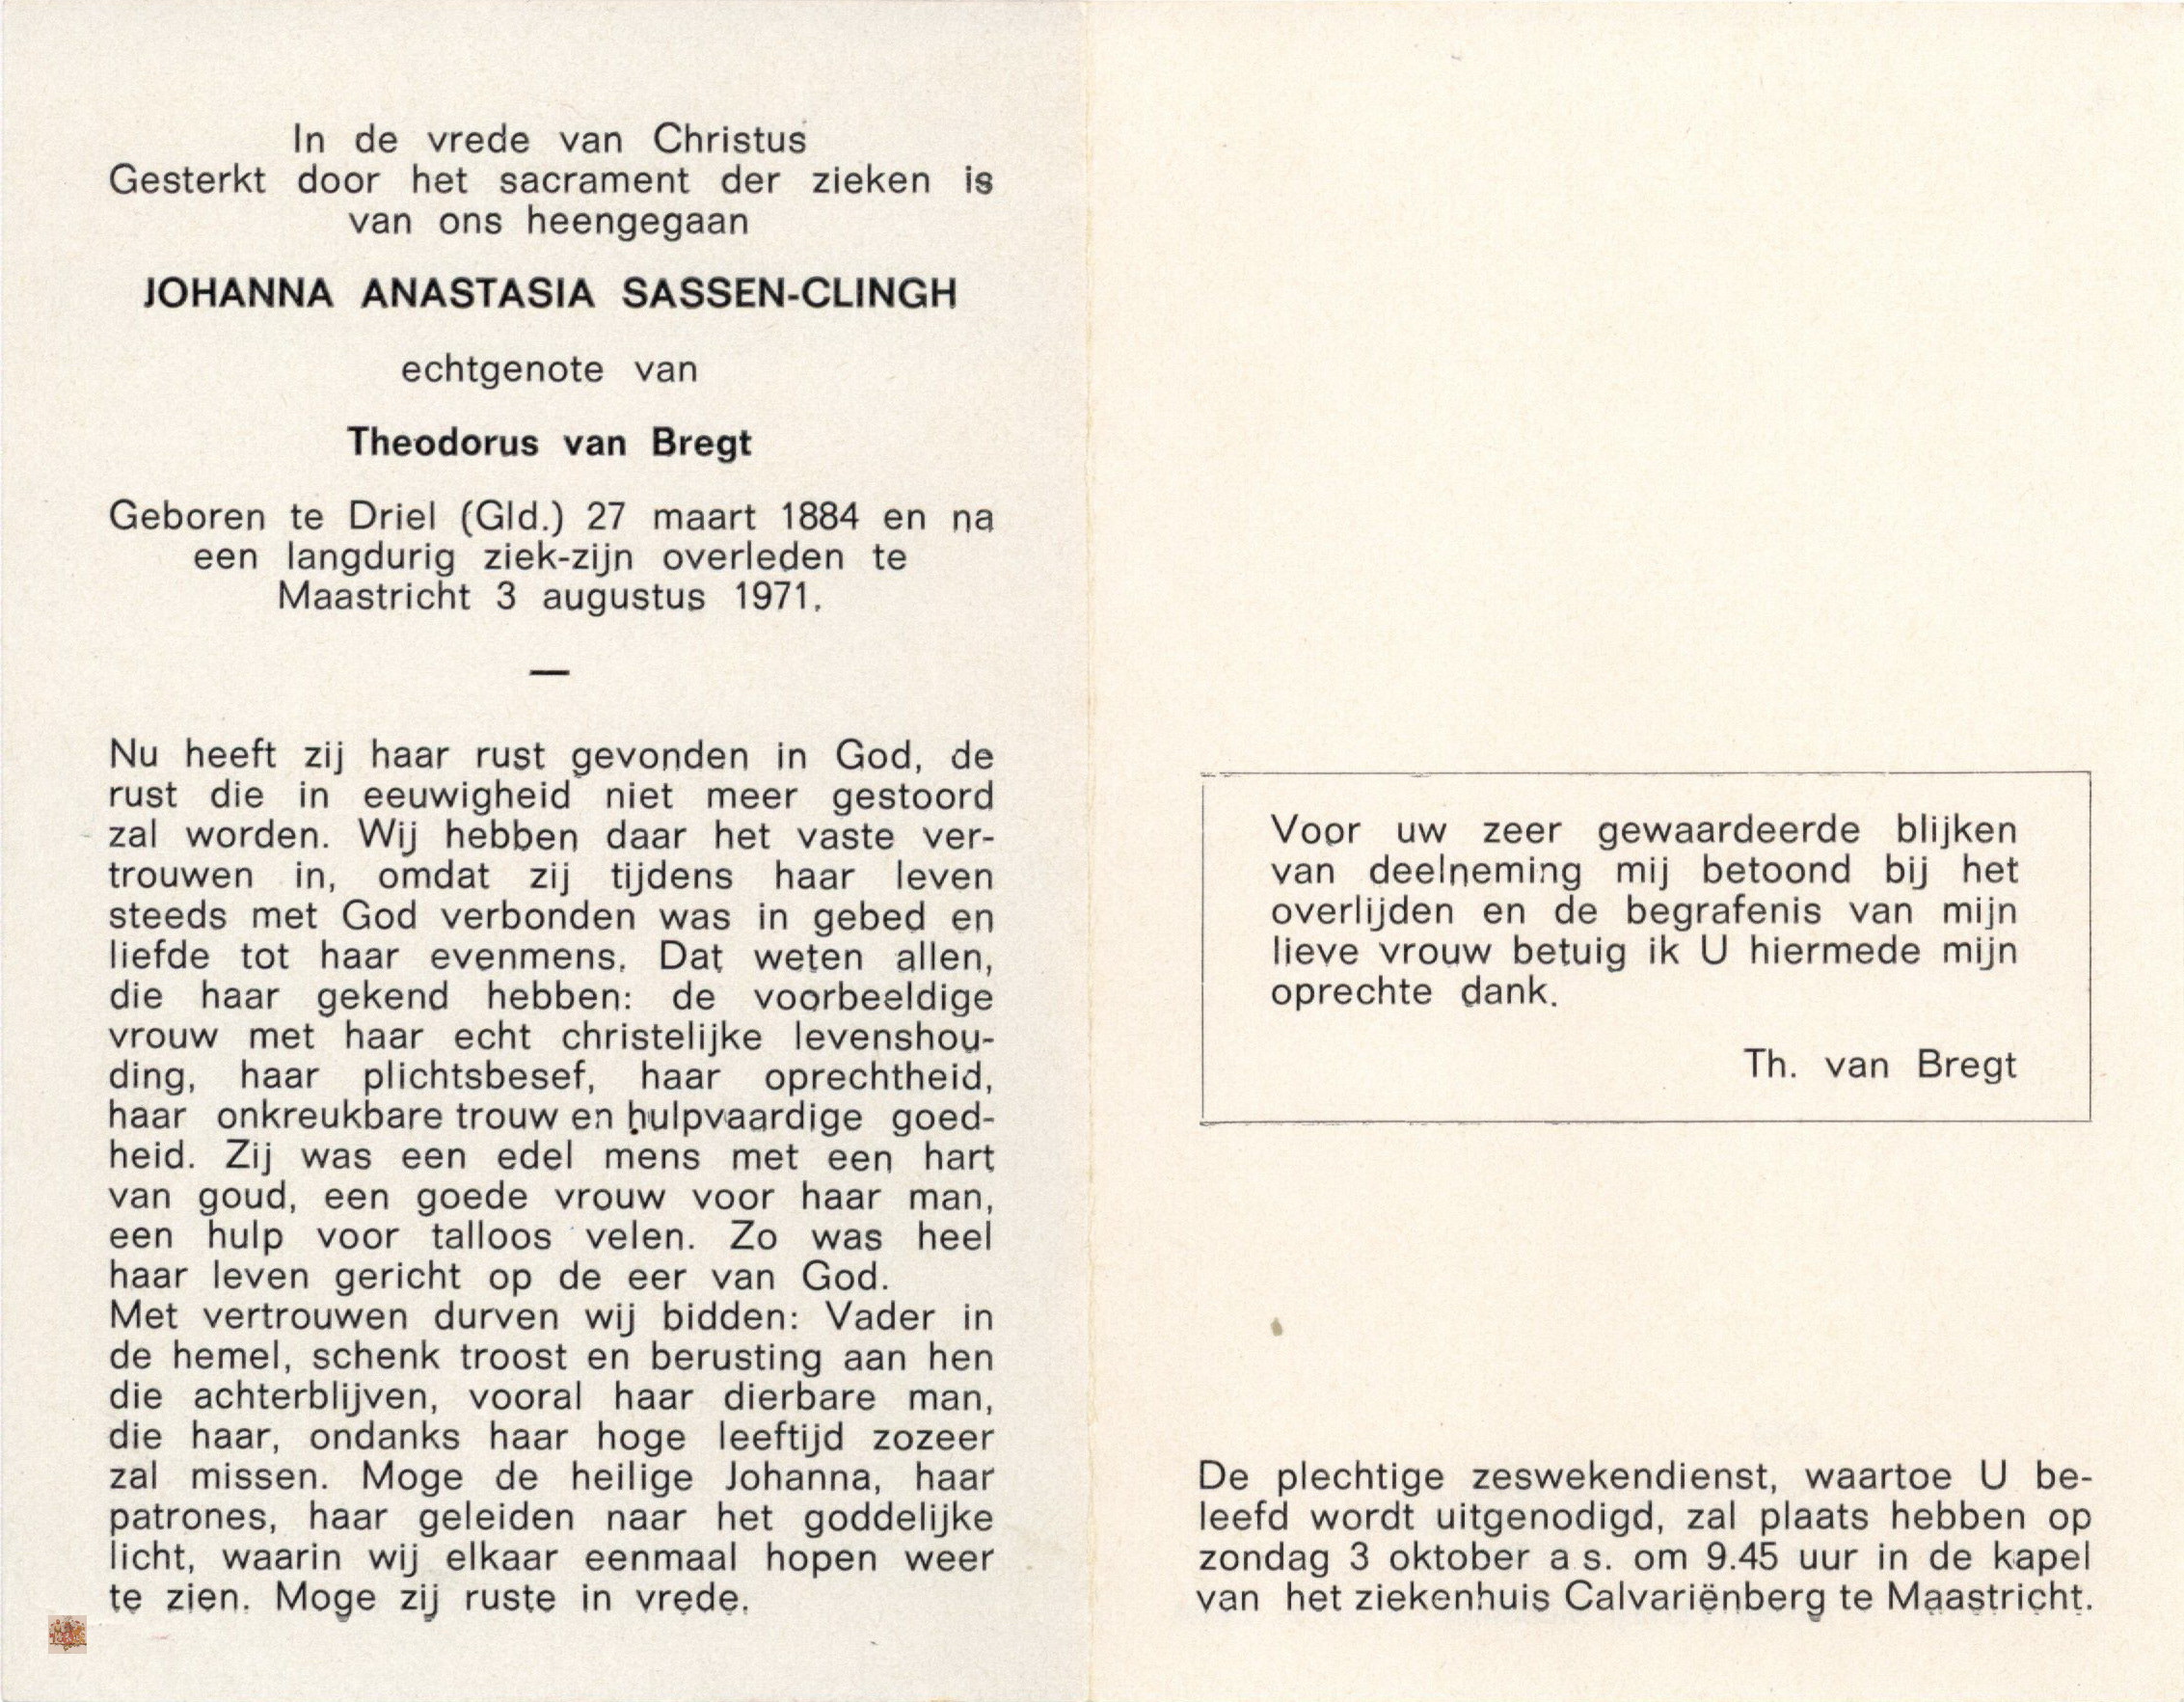 In de vrede van Christus
Gesterkt door het sacrament der zieken is
van ons heengegaan
JOHANNA ANASTASIA SASSEN-CLINGH
echtgenote van
Theodorus van Bregt
Geboren te Driel (Gld.) 27 maart 1884 en na
een langdurig ziek-zijn overleden te
Maastricht 3 augustus 1971.
—
Nu heeft zij haar rust gevonden in God, de
rust die in eeuwigheid niet meer gestoord
zal worden. Wij hebben daar het vaste ver-
trouwen in, omdat zij tijdens haar leven
steeds met God verbonden was in gebed en
liefde tot haar evenmens. Dat weten allen,
die haar gekend hebben: de voorbeeldige
vrouw met haar echt christelijke levenshou-
ding, haar plichtsbesef, haar oprechtheid,
haar onkreukbare trouw en hulpvaardige goed-
heid. Zij was een edel mens met een hart
van goud, een goede vrouw voor haar man,
een hulp voor talloos velen. Zo was heel
haar leven gericht op de eer van God.
Met vertrouwen durven wij bidden: Vader in
de hemel, schenk troost en berusting aan hen
die achterblijven, vooral haar dierbare man,
die haar, ondanks haar hoge leeftijd zozeer
zal missen. Moge de heilige Johanna, haar
patrones, haar geleiden naar het goddelijke
licht, waarin wij elkaar eenmaal hopen weer
te zien. Moge zij ruste in vrede.
Voor uw zeer gewaardeerde blijken
van deelneming mij betoond bij het
overlijden en de begrafenis van mijn
lieve vrouw betuig ik U hiermede mijn
oprechte dank.
Th. van Bregt
De plechtige zeswekendienst, waartoe U be-
leefd wordt uitgenodigd, zal plaats hebben op
zondag 3 oktober a s. om 9.45 uur in de kapel
van het ziekenhuis Calvariënberg te Maastricht.